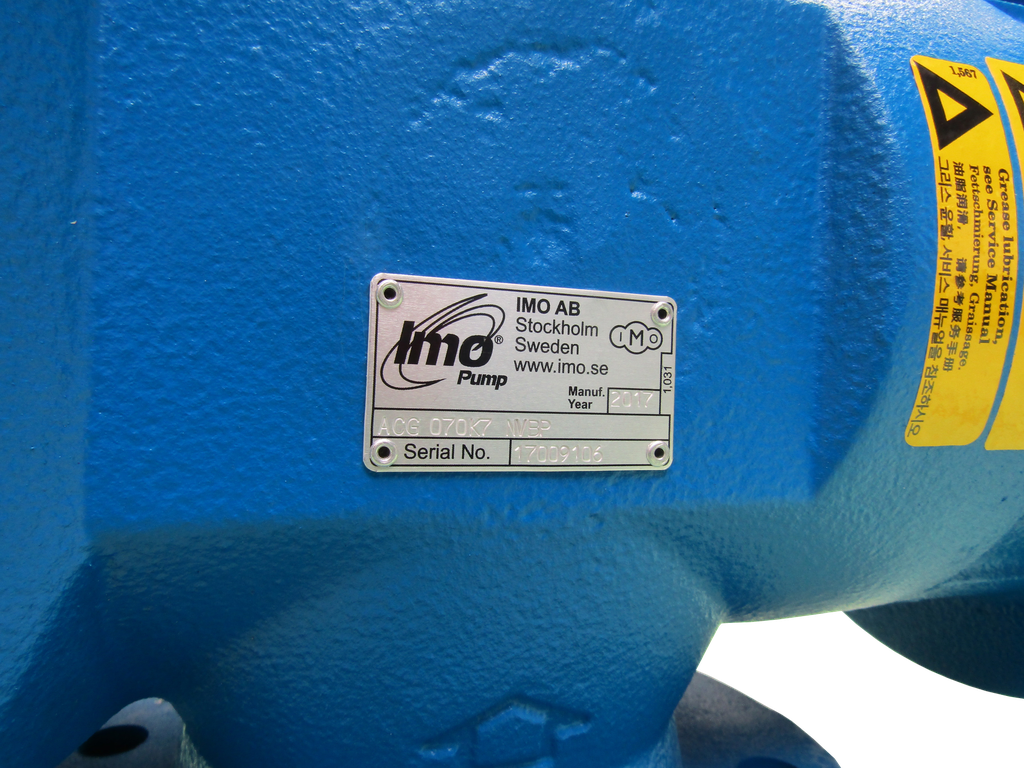 Imo®
Pump
IMO AB
Stockholm
Sweden
www.imo.se
IMO
Manuf.
Year
2017
1,031
ACG 070K7 NVBP
Serial No.
17009106
1,567
Grease lubrication,
see Service Manual
Fettschmierung, Graissage,
油脂润滑, 请参考服务手册
그리스 윤활, 서비스 매뉴얼을 참조하시오